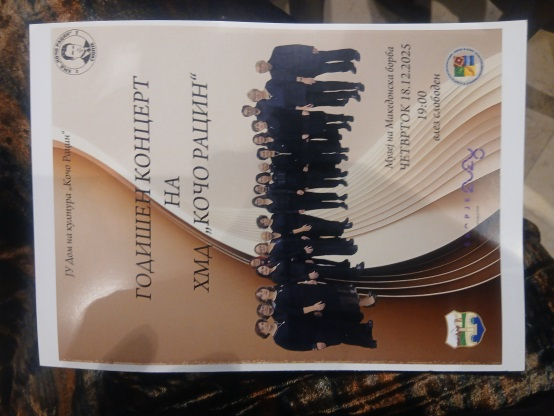 ЈУ Дом на култура „Кочо Рацин“
ГОДИШЕН КОНЦЕРТ
НА
ХМД „КОЧО РАЦИН“
Музеј на Македонска борба
ЧЕТВРТОК 18.12.2025
19:00
влез слободен